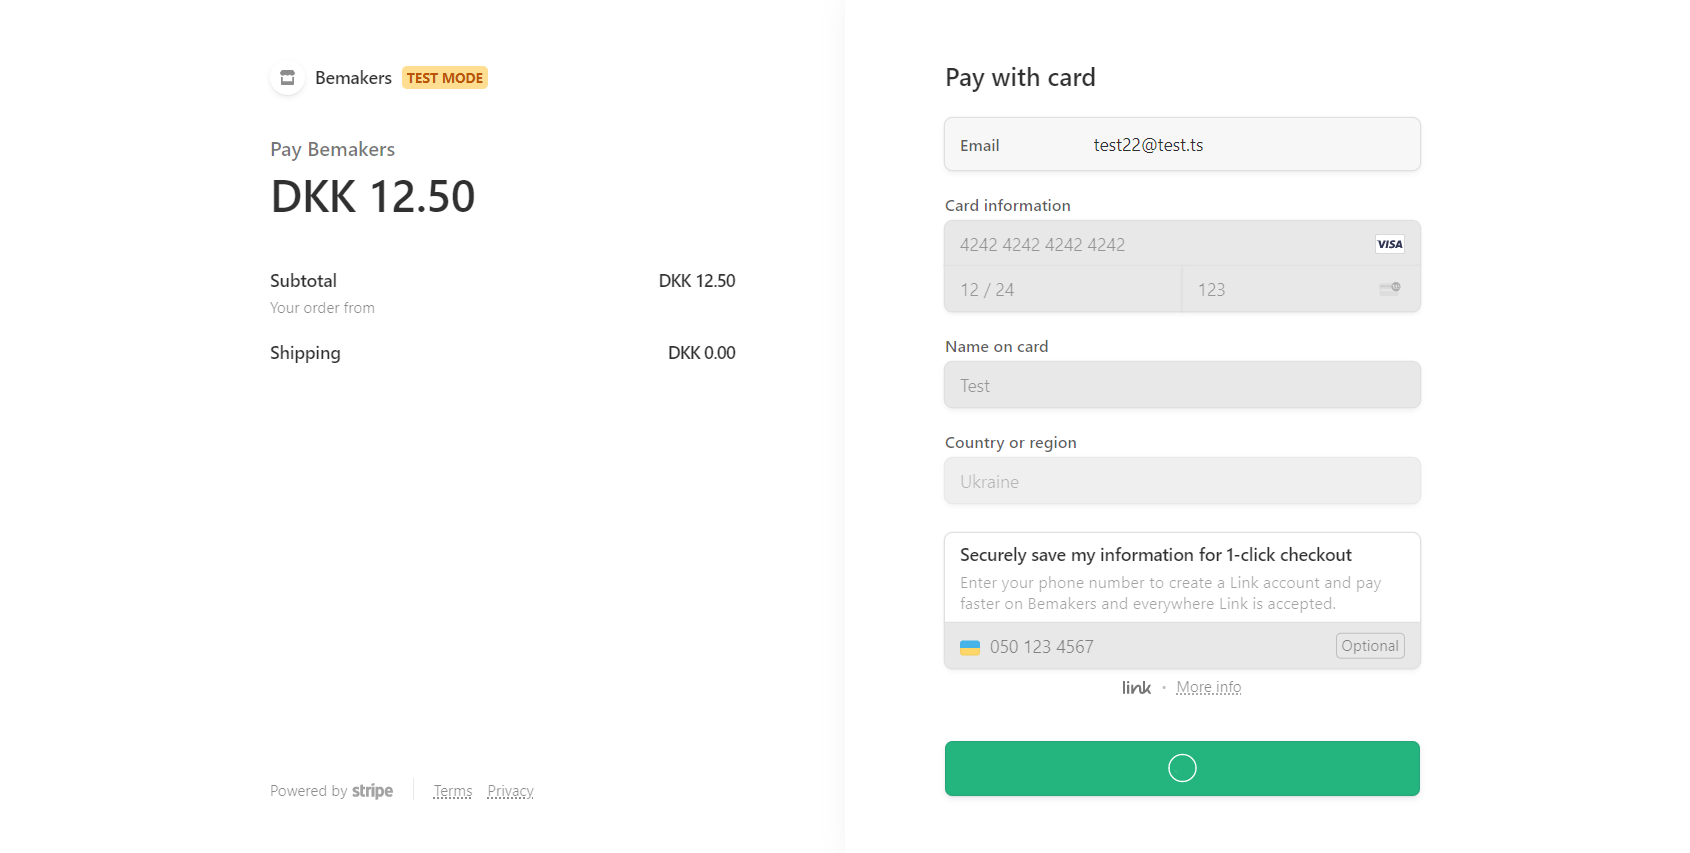 Bemakers TEST MODE
Pay Bemakers
DKK 12.50
Subtotal DKK 12.50
Your order from
Shipping DKK 0.00
Powered by stripe Terms Privacy
Pay with card
Email test22@test.ts
Card information
4242 4242 4242 4242 VISA
12 / 24 123
Name on card
Test
Country or region
Ukraine
Securely save my information for 1-click checkout
Enter your phone number to create a Link account and pay
faster on Bemakers and everywhere Link is accepted.
050 123 4567 Optional
link · More info